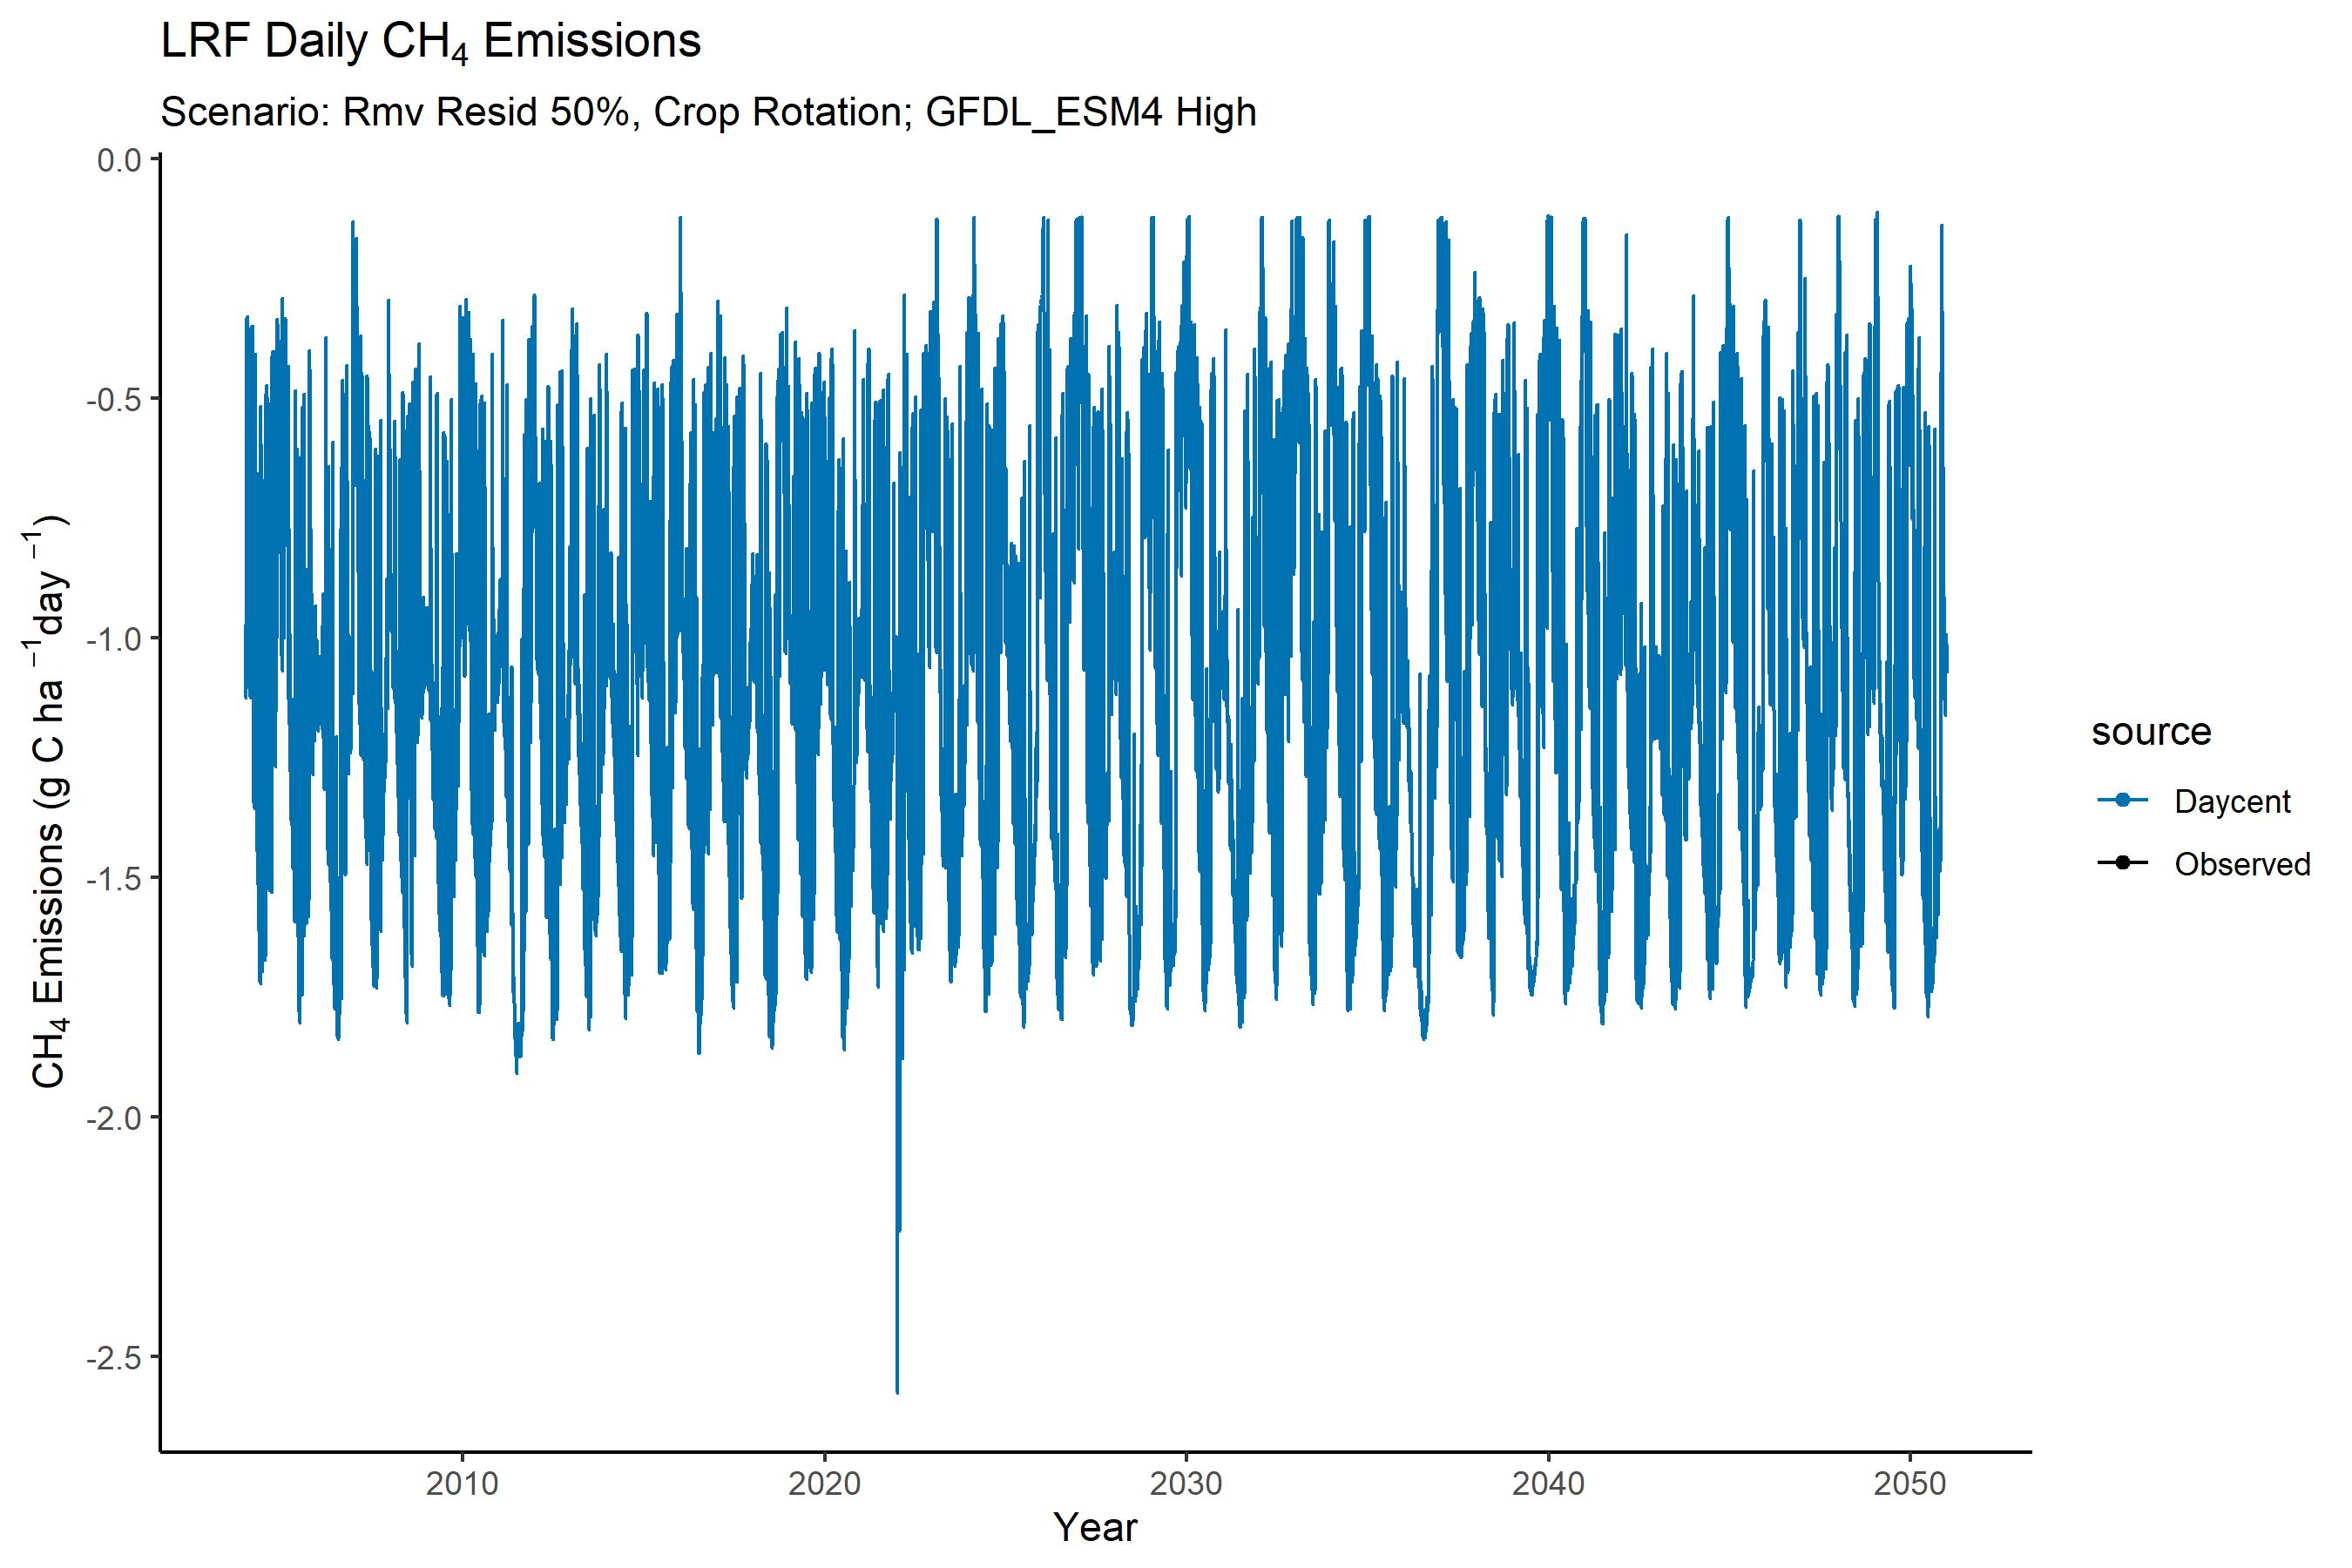 LRF Daily CH₄ Emissions
Scenario: Rmv Resid 50%, Crop Rotation; GFDL_ESM4 High
CH₄ Emissions (g C ha ⁻¹day ⁻¹)
0.0
-0.5
-1.0
-1.5
-2.0
-2.5
2010 2020 2030 2040 2050
Year
source
Daycent
Observed